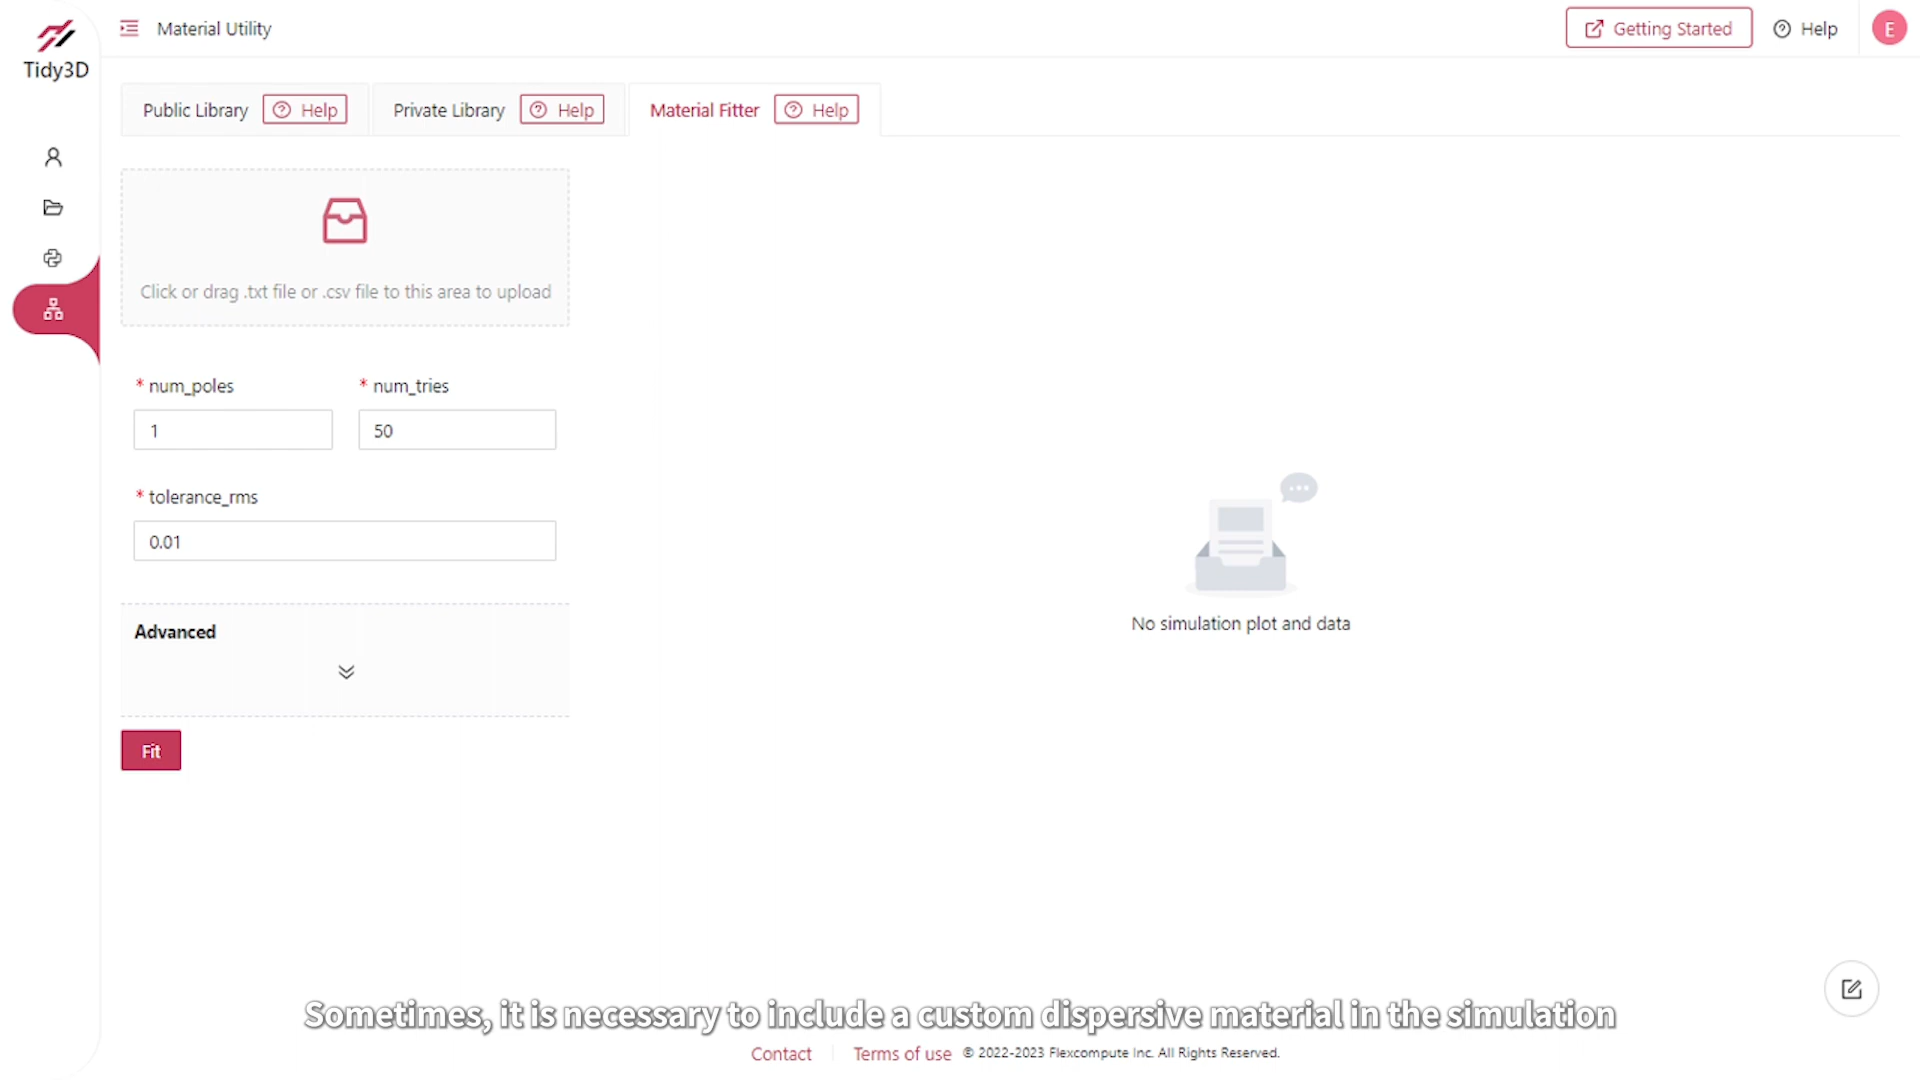 Tidy3D
Material Utility
Getting Started
Help
E
Public Library
Help
Private Library
Help
Material Fitter
Help
Click or drag .txt file or .csv file to this area to upload
* num_poles
* num_tries
1
50
* tolerance_rms
0.01
Advanced
Fit
No simulation plot and data
Sometimes, it is necessary to include a custom dispersive material in the simulation
Contact
Terms of use
© 2022-2023 Flexcompute Inc. All Rights Reserved.